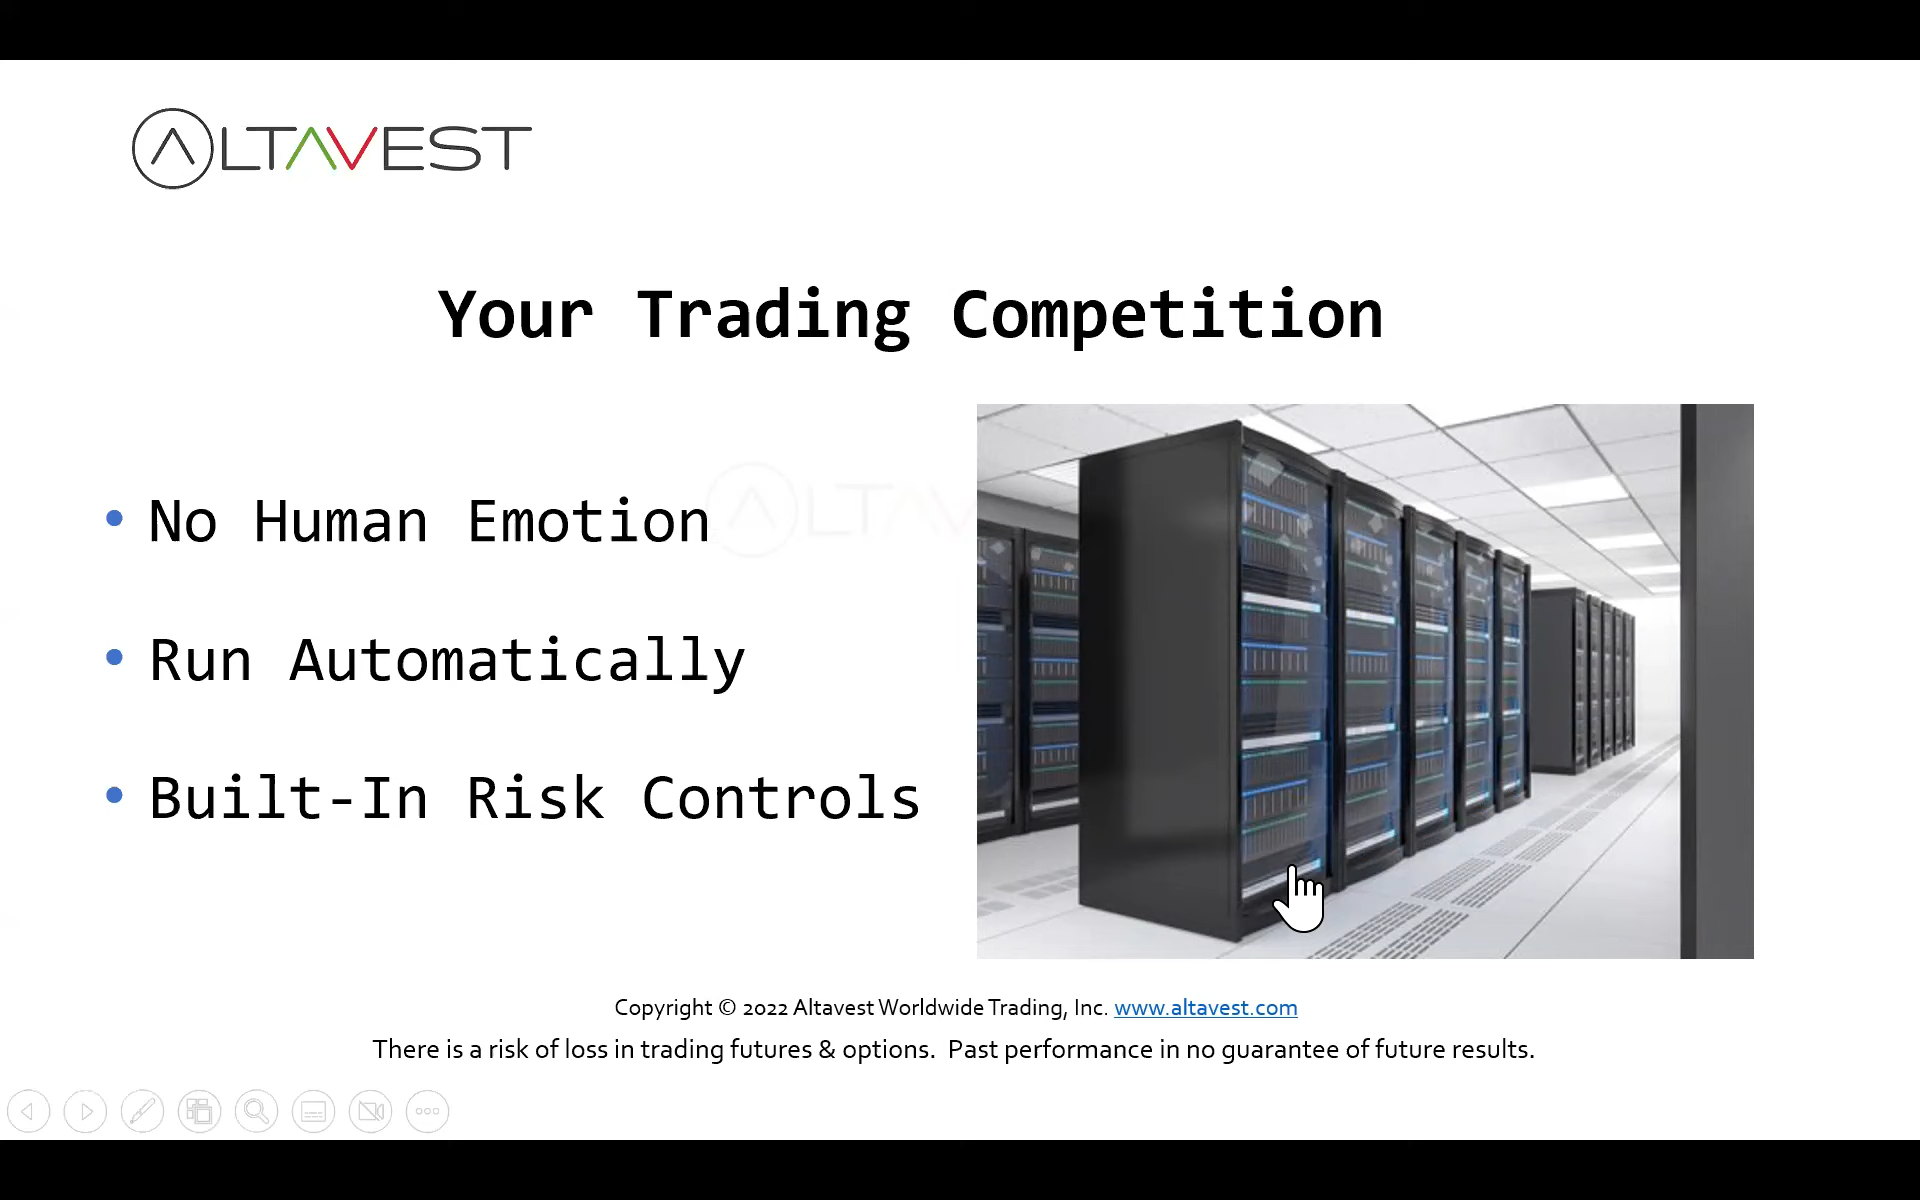 ALTAVEST
Your Trading Competition
• No Human Emotion
• Run Automatically
• Built-In Risk Controls
ALTAV
Copyright © 2022 Altavest Worldwide Trading, Inc. www.altavest.com
There is a risk of loss in trading futures & options.  Past performance in no guarantee of future results.